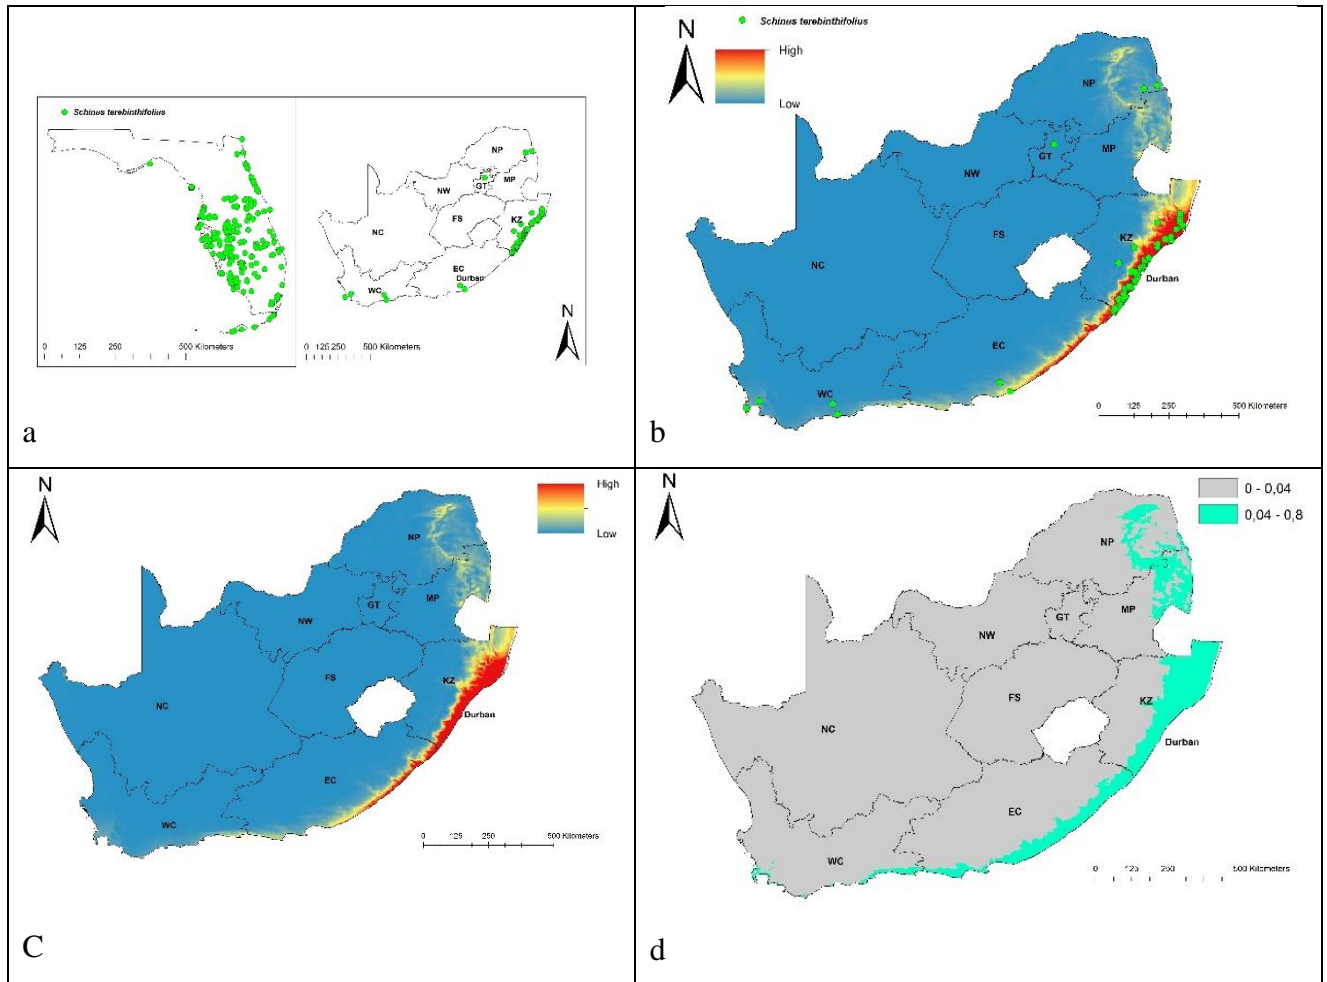 Schinus terebinthifolius
NP
NW
GT
MP
NC
FS
KZ
EC
Durban
WC
N
0 125 250 500 Kilometers
0 125 250 500 Kilometers
a
Schinus terebinthifolius
N
High
Low
NP
MP
GT
NW
FS
KZ
NC
Durban
EC
WC
0 125 250 500 Kilometers
b
N
High
Low
NP
MP
GT
NW
FS
KZ
NC
Durban
EC
WC
0 125 250 500 Kilometers
C
N
0 - 0,04
0,04 - 0,8
NP
MP
GT
NW
FS
KZ
NC
Durban
EC
WC
0 125 250 500 Kilometers
d